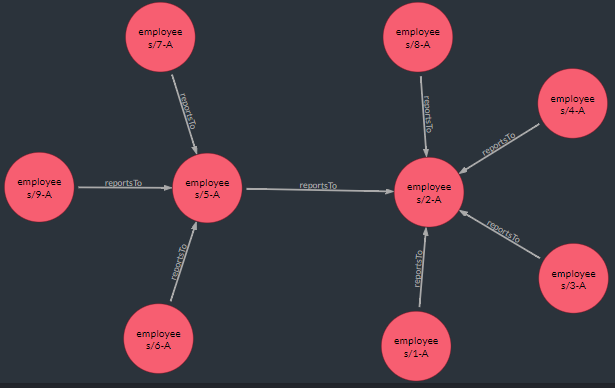 employee
s/7-A
employee
s/8-A
employee
s/4-A
reportsTo
reportsTo
reportsTo
employee
s/9-A
reportsTo
employee
s/5-A
reportsTo
employee
s/2-A
reportsTo
reportsTo
reportsTo
employee
s/3-A
employee
s/6-A
employee
s/1-A